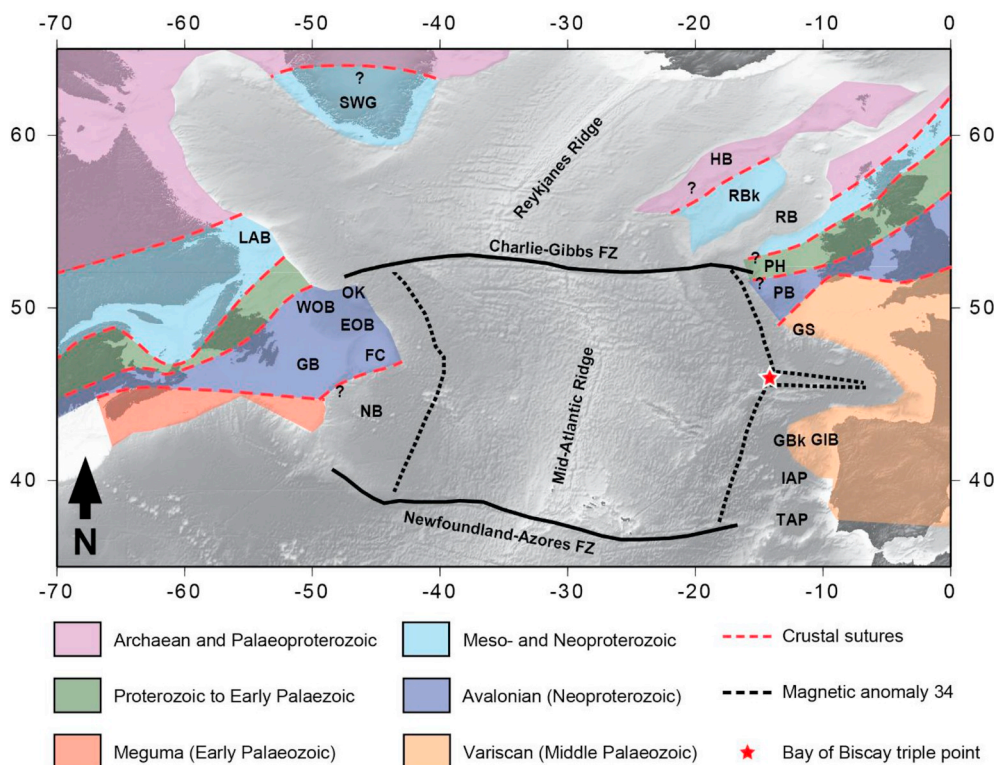 -70 -60 -50 -40 -30 -20 -10 0
?
SWG
60 60
Reykjanes Ridge
HB
?
RBk
RB
LAB
Charlie-Gibbs FZ
?
PH
OK
?
PB
50 50
WOB
EOB
GS
FC
GB
?
Mid-Atlantic Ridge
NB
GBk GIB
40 40
IAP
TAP
N
Newfoundland-Azores FZ
-70 -60 -50 -40 -30 -20 -10 0
Archaean and Palaeoproterozoic
Meso- and Neoproterozoic
Crustal sutures
Proterozoic to Early Palaezoic
Avalonian (Neoproterozoic)
Magnetic anomaly 34
Meguma (Early Palaeozoic)
Variscan (Middle Palaeozoic)
Bay of Biscay triple point